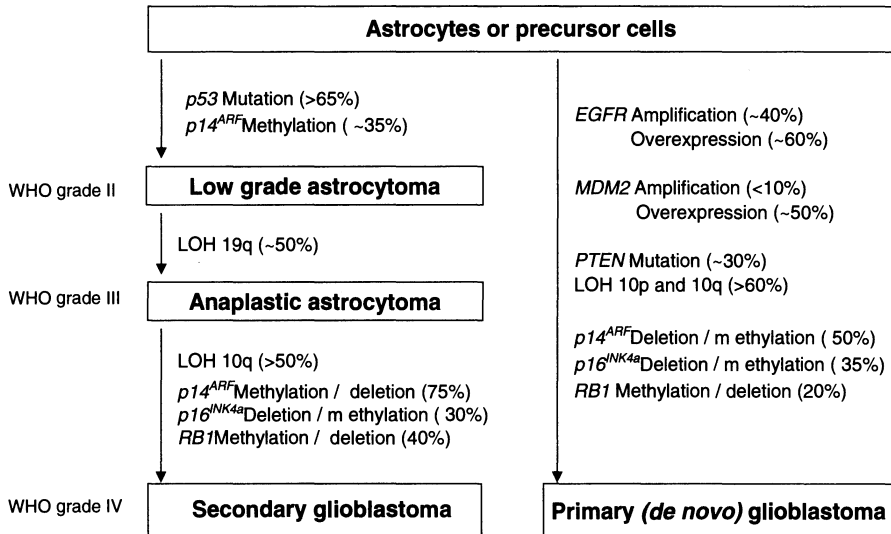 Astrocytes or precursor cells
p53 Mutation (>65%)
p14ARF Methylation ( ~35%)
WHO grade II
Low grade astrocytoma
LOH 19q (~50%)
WHO grade III
Anaplastic astrocytoma
LOH 10q (>50%)
p14ARF Methylation / deletion (75%)
p16INK4a Deletion / m ethylation ( 30%)
RB1 Methylation / deletion (40%)
WHO grade IV
Secondary glioblastoma
EGFR Amplification (~40%)
Overexpression (~60%)
MDM2 Amplification (<10%)
Overexpression (~50%)
PTEN Mutation (~30%)
LOH 10p and 10q (>60%)
p14ARF Deletion / m ethylation ( 50%)
p16INK4a Deletion / m ethylation ( 35%)
RB1 Methylation / deletion (20%)
Primary (de novo) glioblastoma